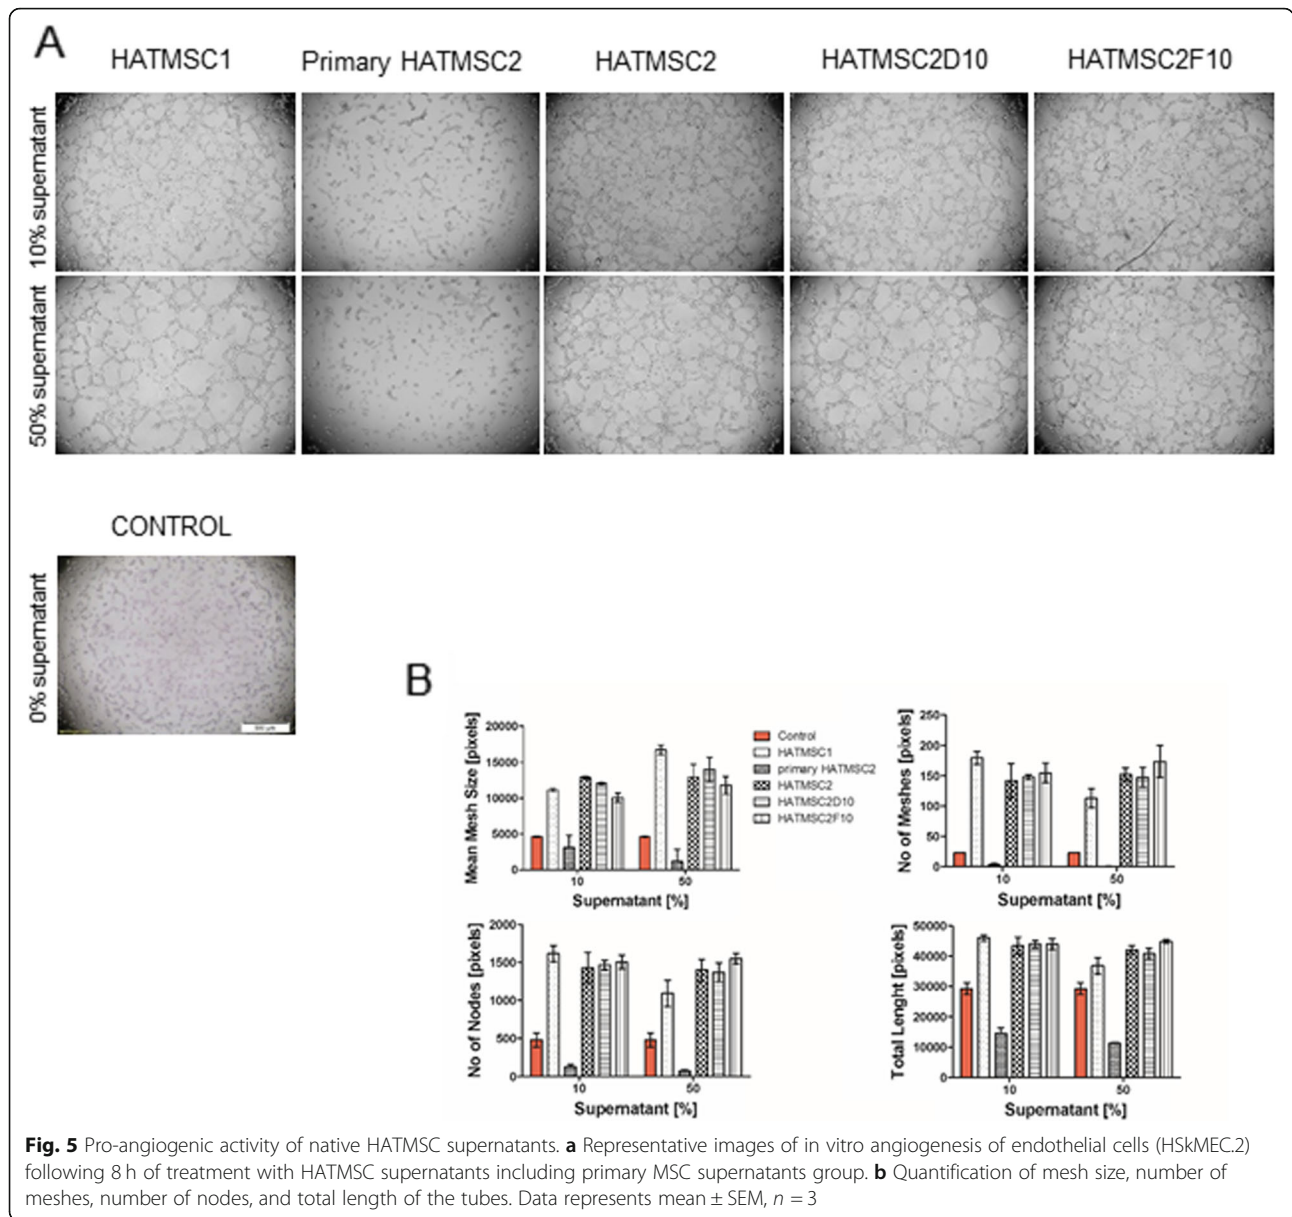 A
HATMSC1
Primary HATMSC2
HATMSC2
HATMSC2D10
HATMSC2F10
10% supernatant
50% supernatant
CONTROL
0% supernatant
B
Mean Mesh Size [pixels]
20000
15000
10000
5000
0
10
50
Supernatant [%]
Control
HATMSC1
primary HATMSC2
HATMSC2
HATMSC2D10
HATMSC2F10
No of Meshes [pixels]
250
200
150
100
50
0
10
50
Supernatant [%]
No of Nodes [pixels]
2000
1500
1000
500
0
10
50
Supernatant [%]
Total Lenght [pixels]
50000
40000
30000
20000
10000
0
10
50
Supernatant [%]
Fig. 5 Pro-angiogenic activity of native HATMSC supernatants. a Representative images of in vitro angiogenesis of endothelial cells (HSkMEC.2)
following 8 h of treatment with HATMSC supernatants including primary MSC supernatants group. b Quantification of mesh size, number of
meshes, number of nodes, and total length of the tubes. Data represents mean ± SEM, n = 3